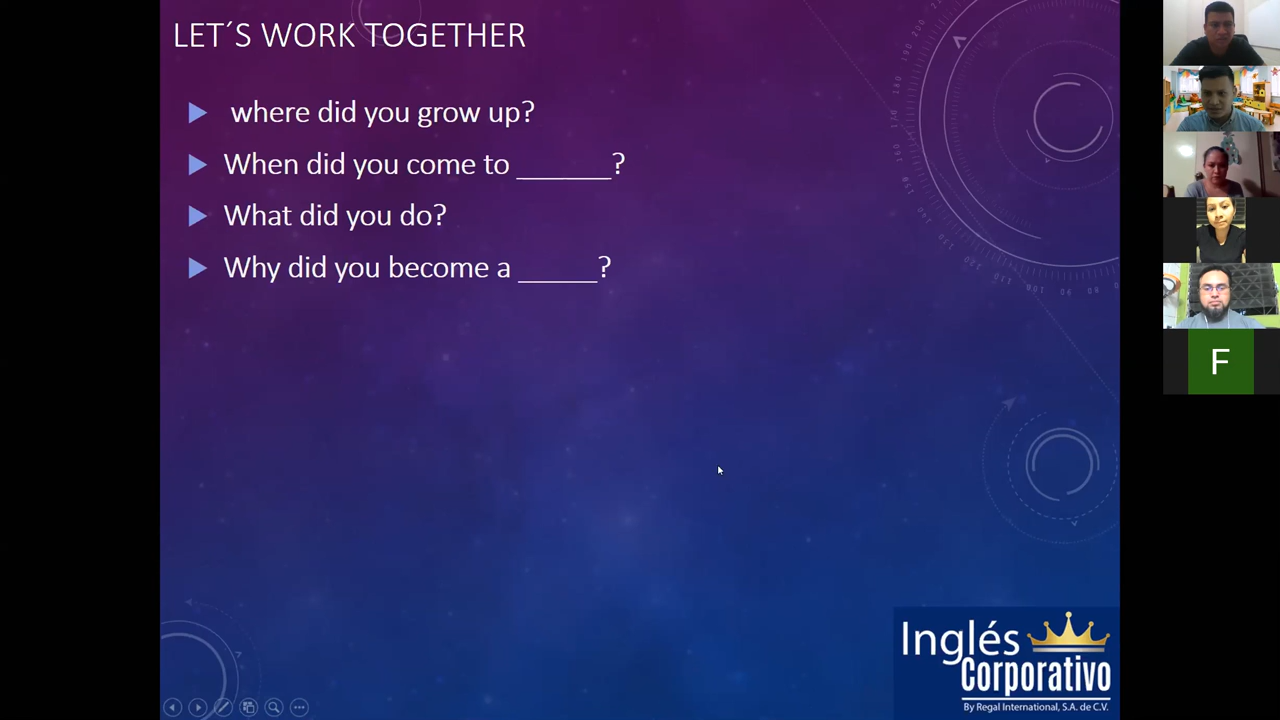 LET´S WORK TOGETHER
where did you grow up?
When did you come to ______?
What did you do?
Why did you become a _____?
F
Inglés
Corporativo
By Regal International, S.A. de C.V.